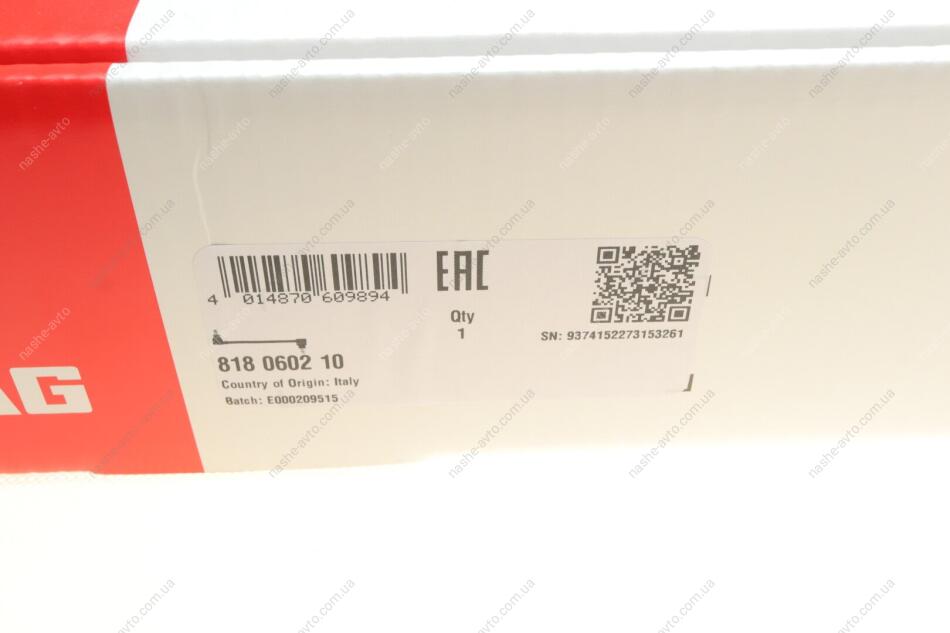 AG
EAC
4 014870 609894
Qty
1
SN: 9374152273153261
818 0602 10
Country of Origin: Italy
Batch: E000209515
nashe-avto.com.ua